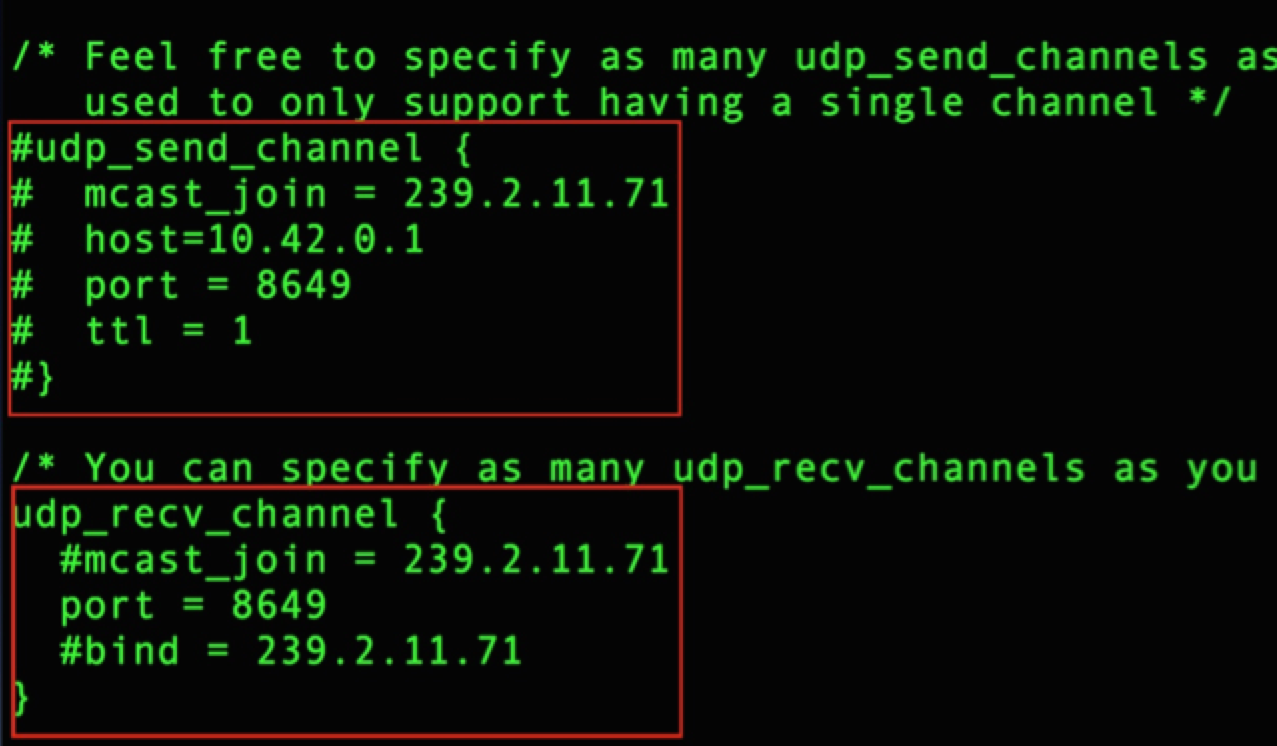 /* Feel free to specify as many udp_send_channels as
used to only support having a single channel */
#udp_send_channel {
#  mcast_join = 239.2.11.71
#  host=10.42.0.1
#  port = 8649
#  ttl = 1
#}
/* You can specify as many udp_recv_channels as you
udp_recv_channel {
  #mcast_join = 239.2.11.71
  port = 8649
  #bind = 239.2.11.71
}